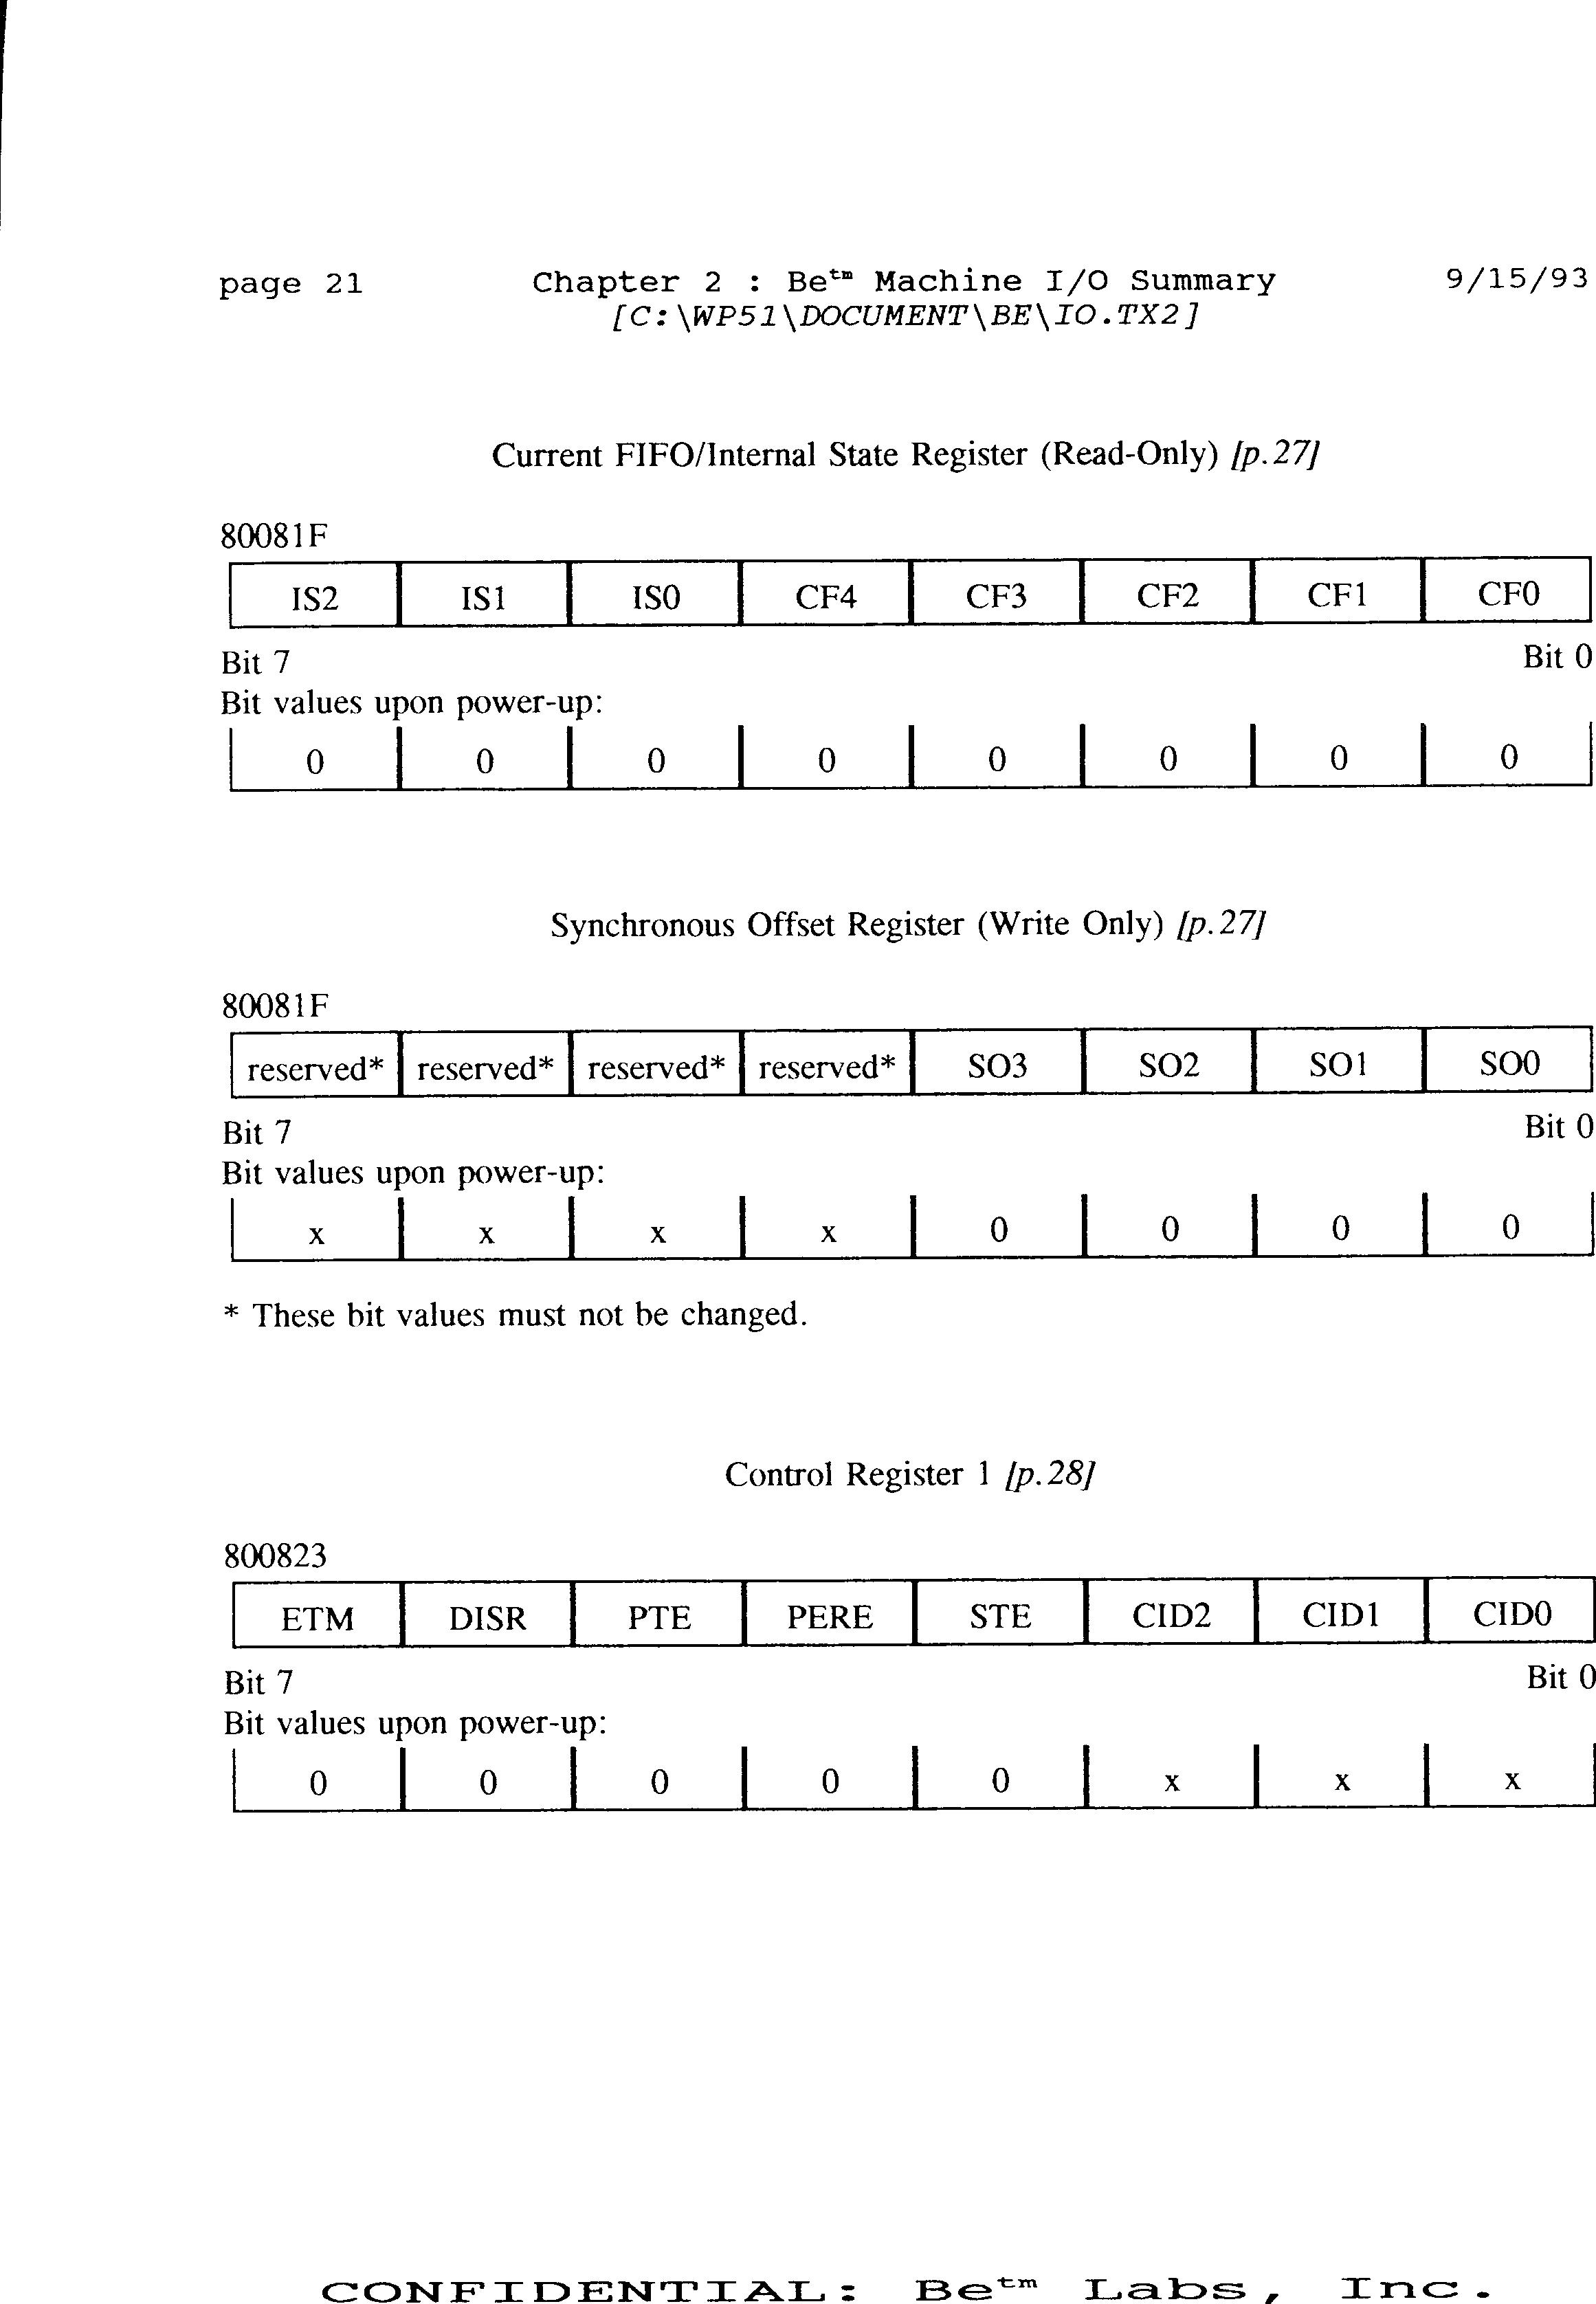 page 21 Chapter 2 : Be™ Machine I/O Summary 9/15/93
[C:\WP51\DOCUMENT\BE\IO.TX2]
Current FIFO/Internal State Register (Read-Only) [p.27]
80081F
IS2 IS1 IS0 CF4 CF3 CF2 CF1 CF0
Bit 7 Bit 0
Bit values upon power-up:
0 0 0 0 0 0 0 0
Synchronous Offset Register (Write Only) [p.27]
80081F
reserved* reserved* reserved* reserved* SO3 SO2 SO1 SO0
Bit 7 Bit 0
Bit values upon power-up:
x x x x 0 0 0 0
* These bit values must not be changed.
Control Register 1 [p.28]
800823
ETM DISR PTE PERE STE CID2 CID1 CID0
Bit 7 Bit 0
Bit values upon power-up:
0 0 0 0 0 x x x
CONFIDENTIAL: Be™ Labs, Inc.